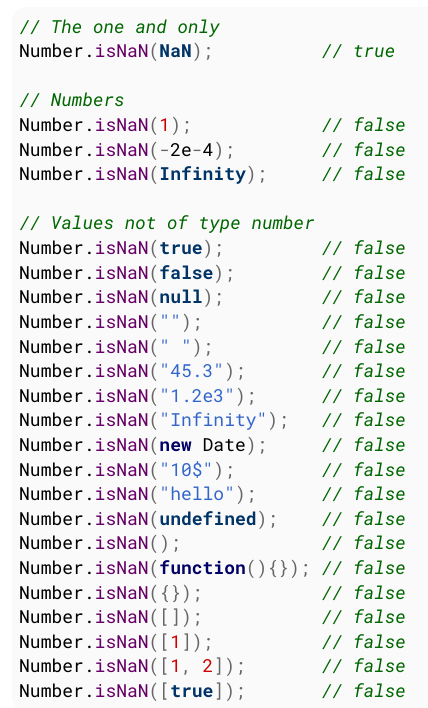 // The one and only
Number.isNaN(NaN);          // true

// Numbers
Number.isNaN(1);            // false
Number.isNaN(-2e-4);        // false
Number.isNaN(Infinity);     // false

// Values not of type number
Number.isNaN(true);         // false
Number.isNaN(false);        // false
Number.isNaN(null);         // false
Number.isNaN("");           // false
Number.isNaN(" ");          // false
Number.isNaN("45.3");       // false
Number.isNaN("1.2e3");      // false
Number.isNaN("Infinity");   // false
Number.isNaN(new Date);     // false
Number.isNaN("10$");        // false
Number.isNaN("hello");      // false
Number.isNaN(undefined);    // false
Number.isNaN();             // false
Number.isNaN(function(){}); // false
Number.isNaN({});           // false
Number.isNaN([]);           // false
Number.isNaN([1]);          // false
Number.isNaN([1, 2]);       // false
Number.isNaN([true]);       // false